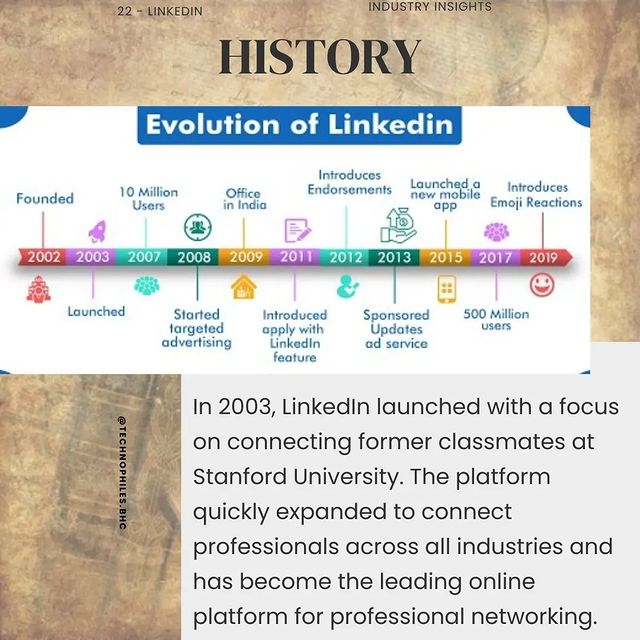 22 - LINKEDIN
INDUSTRY INSIGHTS
HISTORY
Evolution of Linkedin
Founded
10 Million
Users
Office
in India
Introduces
Endorsements
Launched a
new mobile
app
Introduces
Emoji Reactions
2002 2003 2007 2008 2009 2011 2012 2013 2015 2017 2019
Launched
Started
targeted
advertising
Introduced
apply with
LinkedIn
feature
Sponsored
Updates
ad service
500 Million
users
@TECHNOPHILES.BHC
In 2003, LinkedIn launched with a focus
on connecting former classmates at
Stanford University. The platform
quickly expanded to connect
professionals across all industries and
has become the leading online
platform for professional networking.